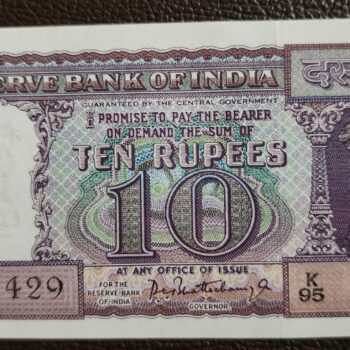 ERVE BANK OF INDIA
GUARANTEED BY THE CENTRAL GOVERNMENT
I PROMISE TO PAY THE BEARER
ON DEMAND THE SUM OF
TEN RUPEES
10
AT ANY OFFICE OF ISSUE
429
FOR THE
RESERVE BANK
OF INDIA
GOVERNOR
K
95